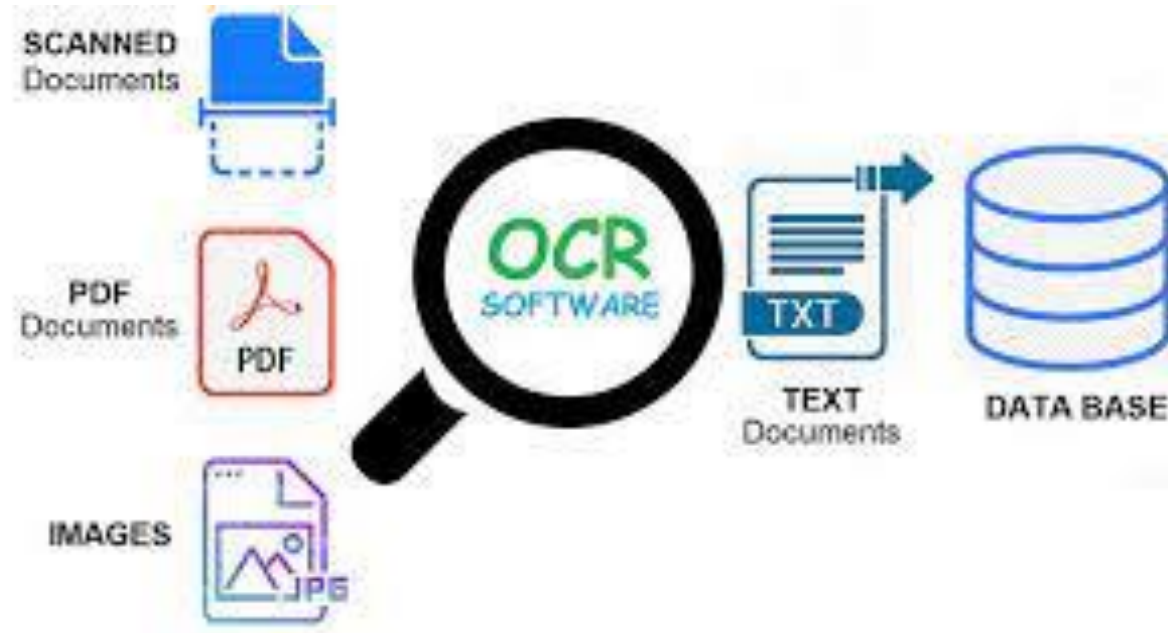 SCANNED
Documents
PDF
Documents
PDF
IMAGES
JPG
OCR
SOFTWARE
TXT
TEXT
Documents
DATA BASE